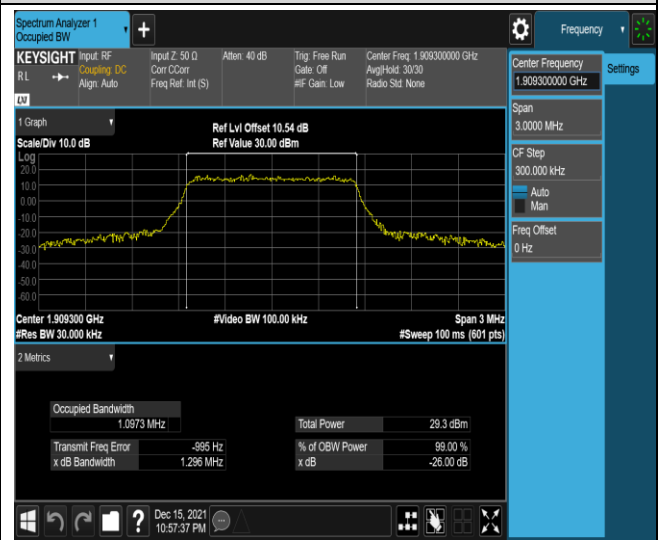 Spectrum Analyzer 1
Occupied BW
Frequency
KEYSIGHT
R L
LXI
Input: RF
Coupling: DC
Align: Auto
Input Z: 50 Ω
Corr CCorr
Freq Ref: Int (S)
Atten: 40 dB
Trig: Free Run
Gate: Off
#IF Gain: Low
Center Freq: 1.909300000 GHz
Avg|Hold: 30/30
Radio Std: None
Center Frequency
1.909300000 GHz
Settings
Span
3.0000 MHz
CF Step
300.000 kHz
Auto
Man
Freq Offset
0 Hz
1 Graph
Scale/Div 10.0 dB
Ref Lvl Offset 10.54 dB
Ref Value 30.00 dBm
Log
20.0
10.0
0.00
-10.0
-20.0
-30.0
-40.0
-50.0
-60.0
Center 1.909300 GHz
#Video BW 100.00 kHz
Span 3 MHz
#Res BW 30.000 kHz
#Sweep 100 ms (601 pts)
2 Metrics
Occupied Bandwidth
1.0973 MHz
Total Power 29.3 dBm
Transmit Freq Error -995 Hz
% of OBW Power 99.00 %
x dB Bandwidth 1.296 MHz
x dB -26.00 dB
?
Dec 15, 2021
10:57:37 PM